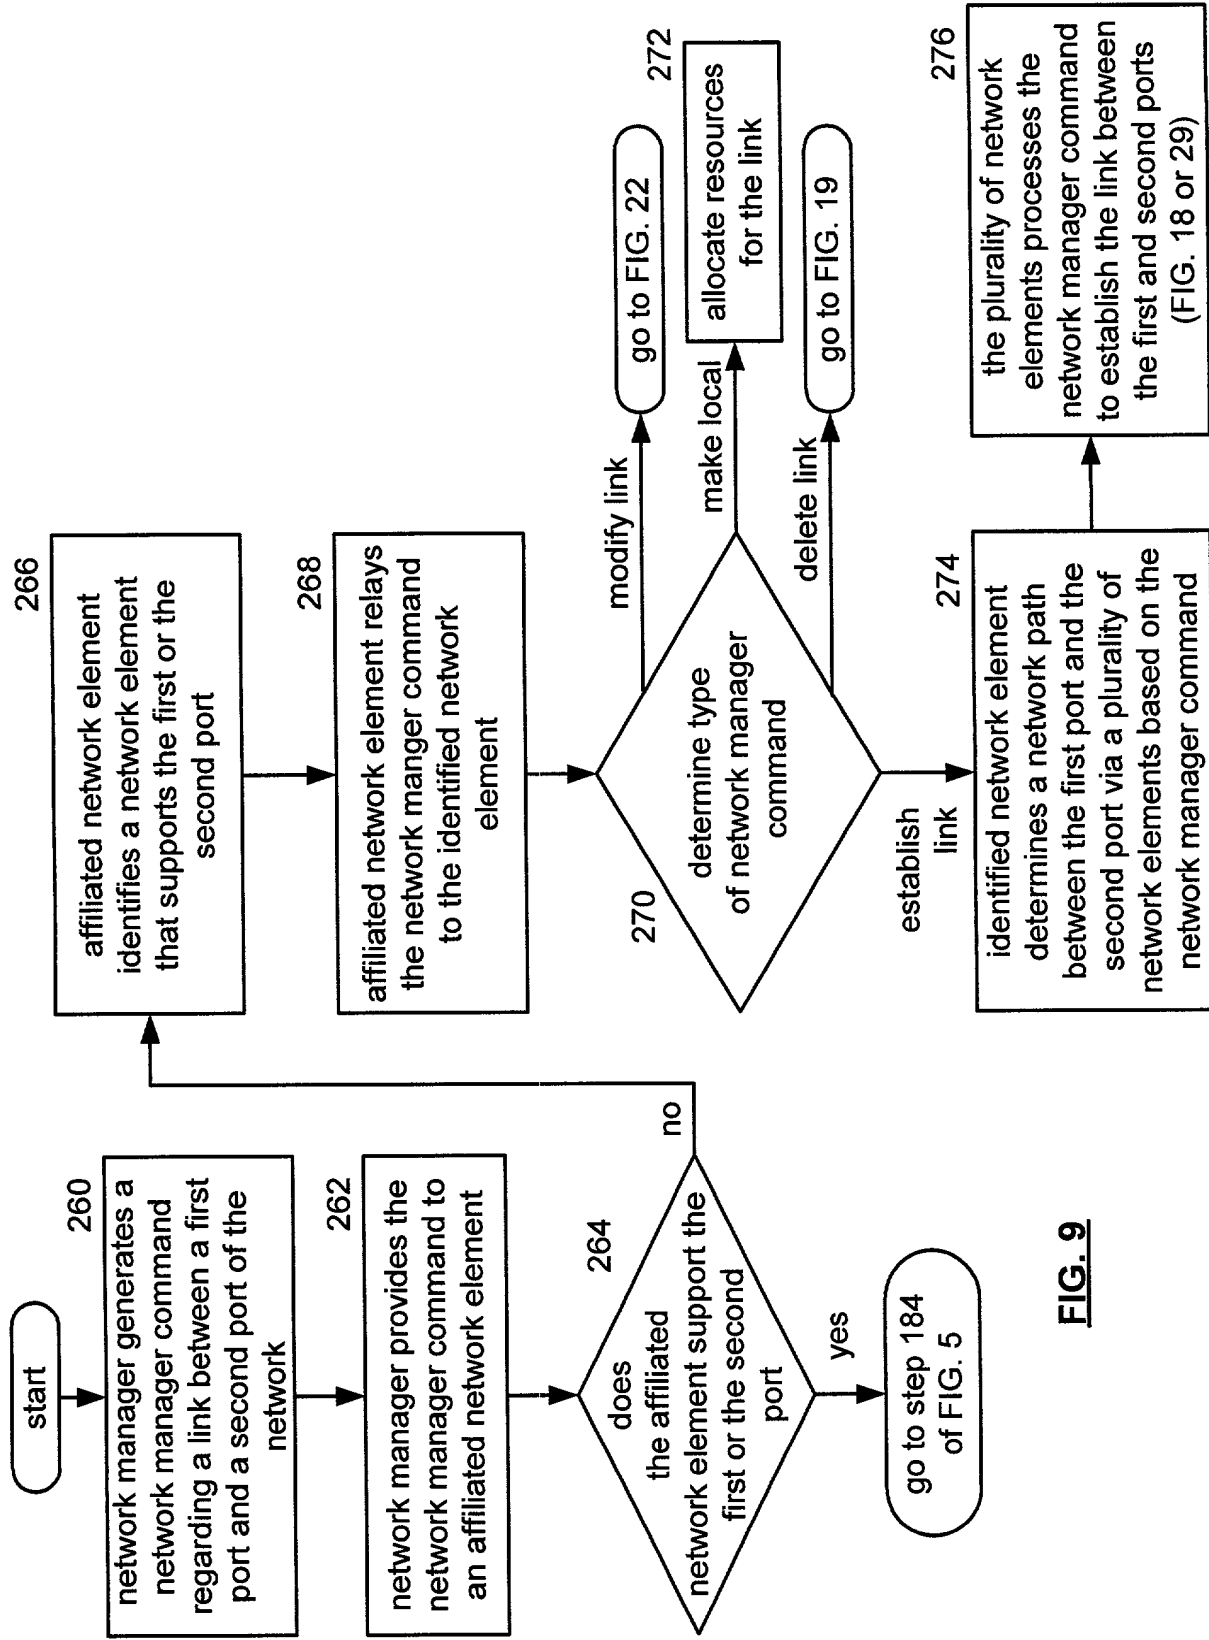 start
260
network manager generates a
network manager command
regarding a link between a first
port and a second port of the
network
262
network manager provides the
network manager command to
an affiliated network element
264
does
the affiliated
network element support the
first or the second
port
no
yes
go to step 184
of FIG. 5
266
affiliated network element
identifies a network element
that supports the first or the
second port
268
affiliated network element relays
the network manger command
to the identified network
element
270
determine type
of network manager
command
modify link
go to FIG. 22
make local
272
allocate resources
for the link
delete link
go to FIG. 19
establish
link
274
identified network element
determines a network path
between the first port and the
second port via a plurality of
network elements based on the
network manager command
276
the plurality of network
elements processes the
network manager command
to establish the link between
the first and second ports
(FIG. 18 or 29)
FIG. 9